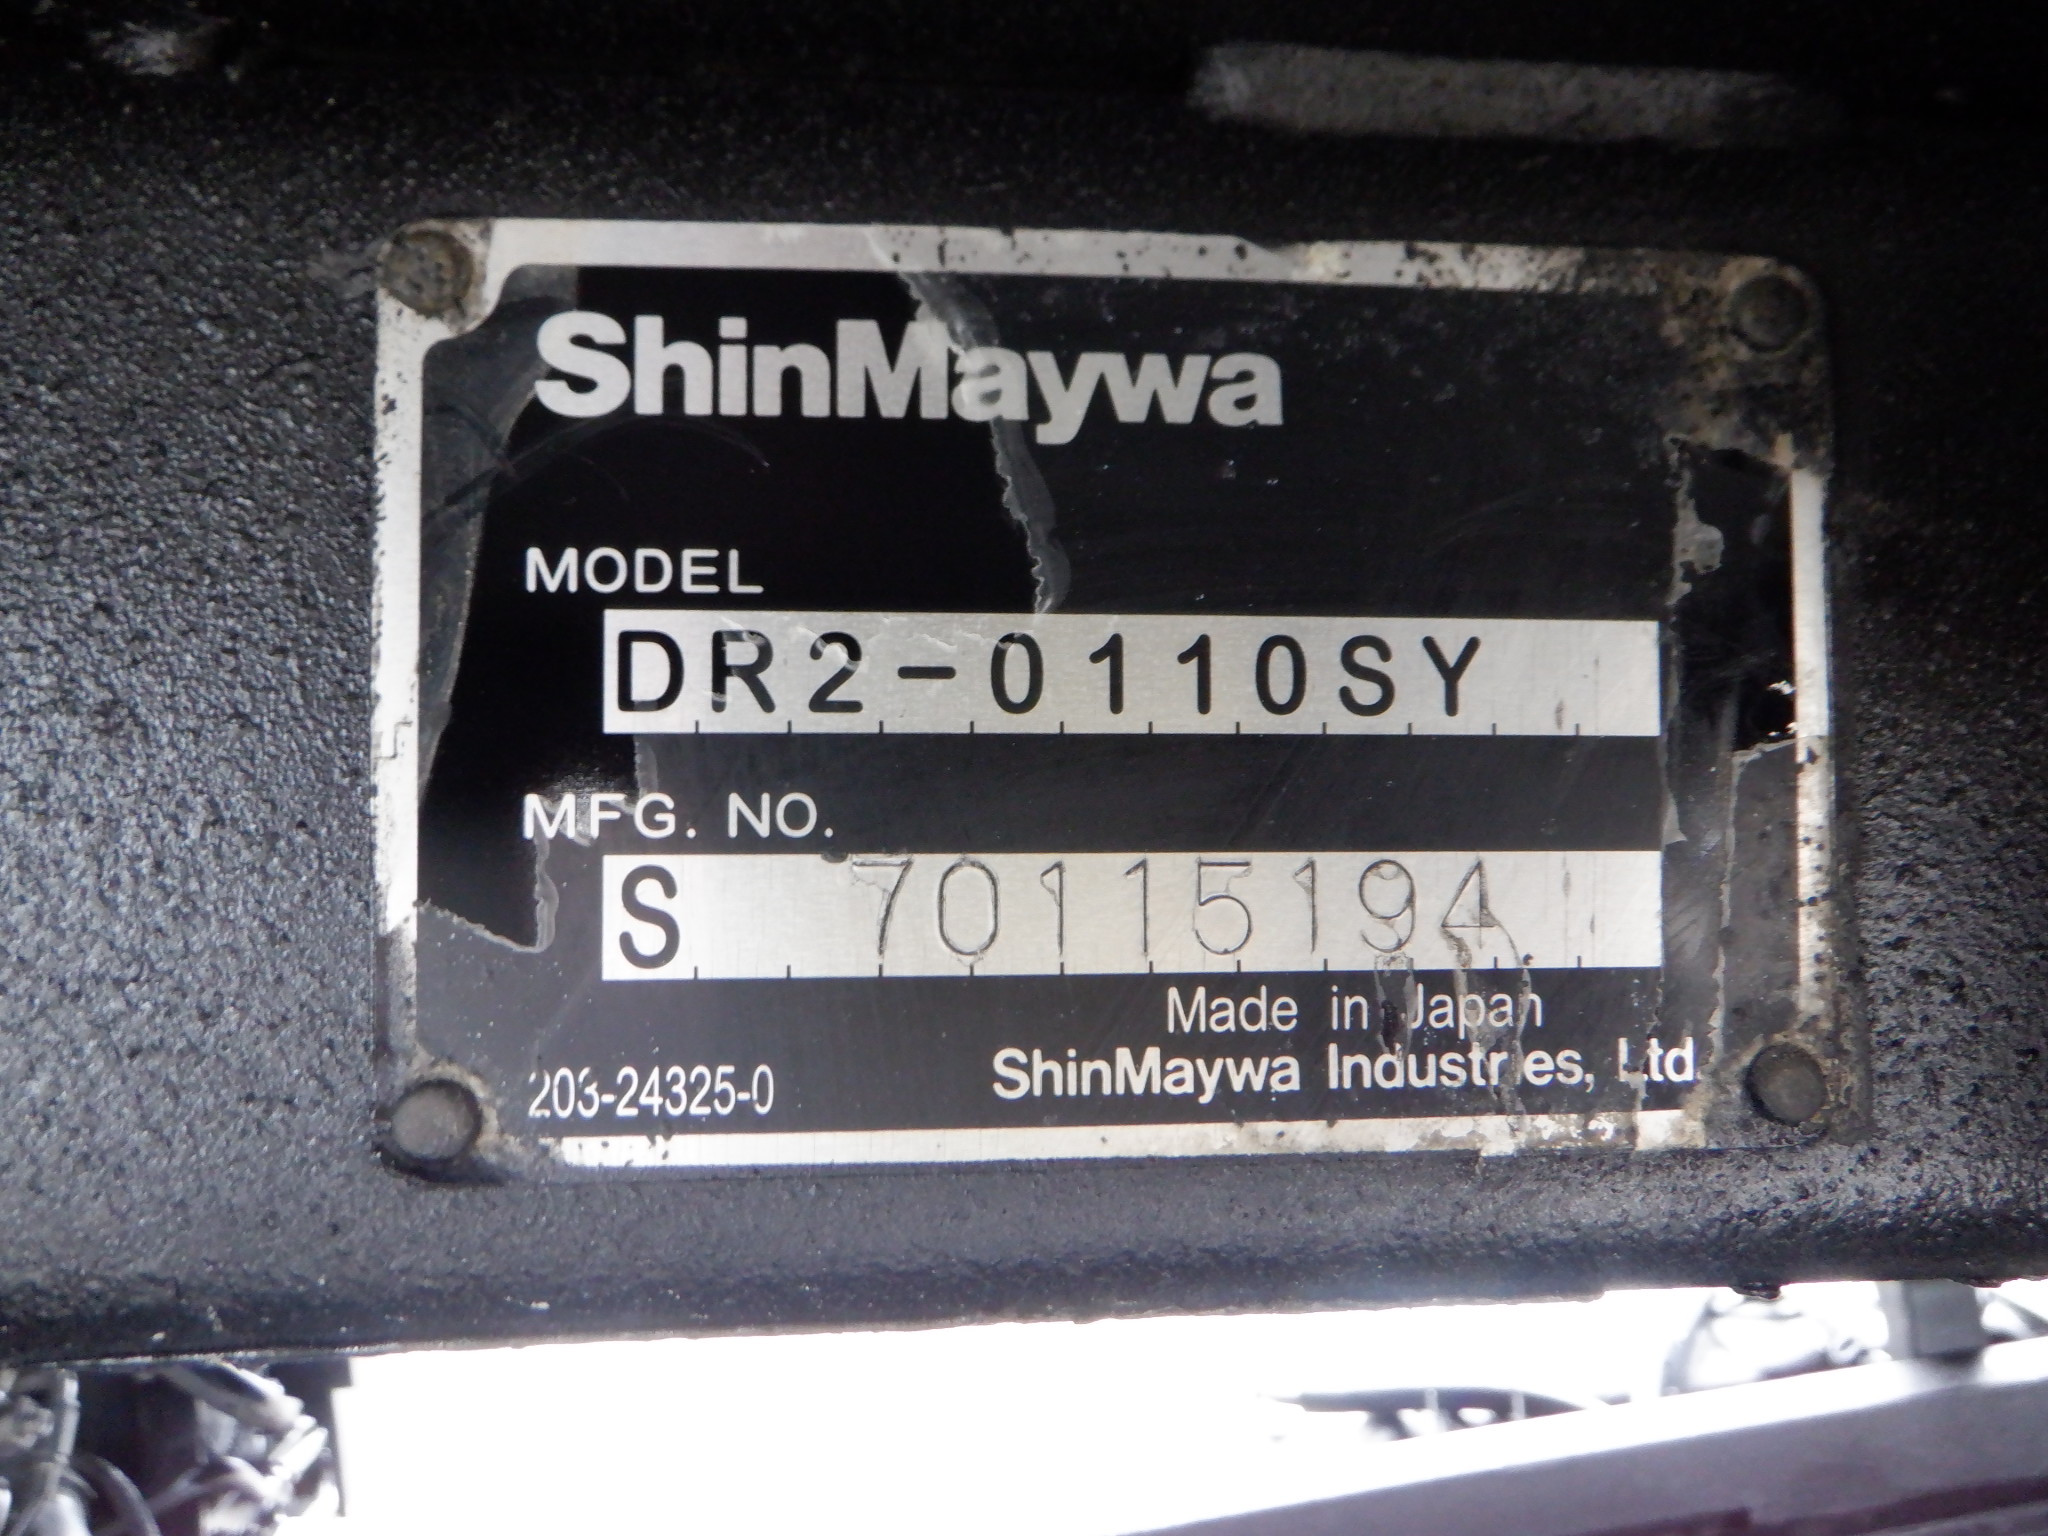 ShinMaywa
MODEL
DR2-0110SY
MFG. NO.
S 70115194
Made in Japan
203-24325-0
ShinMaywa Industries, Ltd.